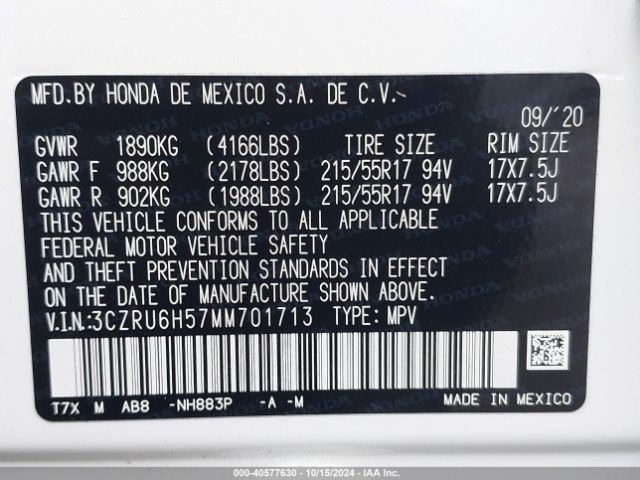 MFD.BY HONDA DE MEXICO S.A. DE C.V.
09/'20
GVWR 1890KG (4166LBS) TIRE SIZE RIM SIZE
GAWR F 988KG (2178LBS) 215/55R17 94V 17X7.5J
GAWR R 902KG (1988LBS) 215/55R17 94V 17X7.5J
THIS VEHICLE CONFORMS TO ALL APPLICABLE
FEDERAL MOTOR VEHICLE SAFETY
AND THEFT PREVENTION STANDARDS IN EFFECT
ON THE DATE OF MANUFACTURE SHOWN ABOVE.
V.I.N:3CZRU6H57MM701713 TYPE: MPV
T7X M AB8 -NH883P -A -M MADE IN MEXICO
000-40577630 - 10/15/2024 - IAA Inc.